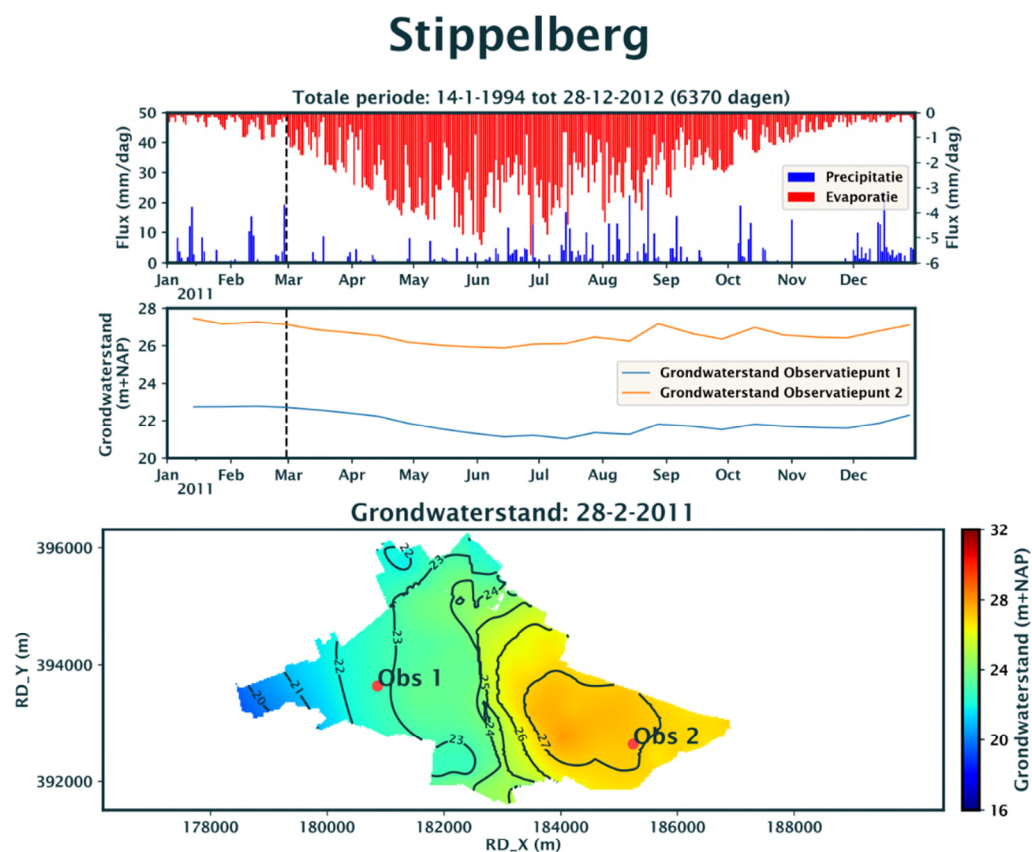 Stippelberg
Totale periode: 14-1-1994 tot 28-12-2012 (6370 dagen)
50
40
30
20
10
0
Flux (mm/dag)
0
-1
-2
-3
-4
-5
-6
Flux (mm/dag)
Precipitatie
Evaporatie
Jan Feb Mar Apr May Jun Jul Aug Sep Oct Nov Dec
2011
28
26
24
22
20
Grondwaterstand
(m+NAP)
Grondwaterstand Observatiepunt 1
Grondwaterstand Observatiepunt 2
Jan Feb Mar Apr May Jun Jul Aug Sep Oct Nov Dec
2011
Grondwaterstand: 28-2-2011
396000
394000
392000
RD_Y (m)
22
23
24
23
22
21
20
Obs 1
25
24
26
27
23
Obs 2
178000 180000 182000 184000 186000 188000
RD_X (m)
32
28
24
20
16
Grondwaterstand (m+NAP)